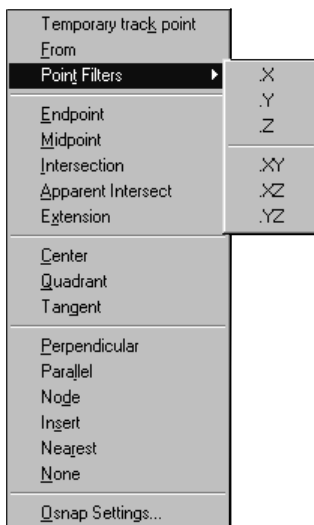 Temporary track point
From
Point Filters
.X
.Y
.Z
.XY
.XZ
.YZ
Endpoint
Midpoint
Intersection
Apparent Intersect
Extension
Center
Quadrant
Tangent
Perpendicular
Parallel
Node
Insert
Nearest
None
Osnap Settings...